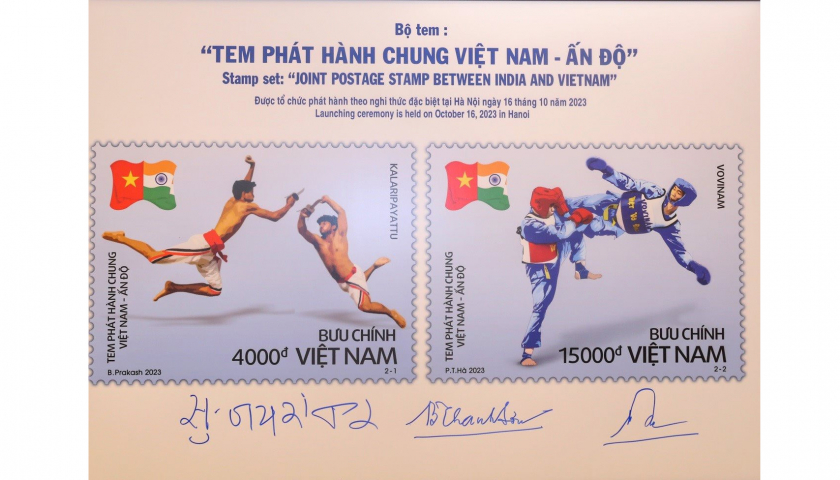 Bộ tem :
“TEM PHÁT HÀNH CHUNG VIỆT NAM - ẤN ĐỘ”
Stamp set: “JOINT POSTAGE STAMP BETWEEN INDIA AND VIETNAM”
Được tổ chức phát hành theo nghi thức đặc biệt tại Hà Nội ngày 16 tháng 10 năm 2023
Launching ceremony is held on October 16, 2023 in Hanoi
KALARIPAYATTU
TEM PHÁT HÀNH CHUNG
VIỆT NAM - ẤN ĐỘ
BƯU CHÍNH
4000đ VIỆT NAM
B.Prakash 2023
2-1
VOVINAM
TEM PHÁT HÀNH CHUNG
VIỆT NAM - ẤN ĐỘ
BƯU CHÍNH
15000đ VIỆT NAM
P.T.Hà 2023
2-2